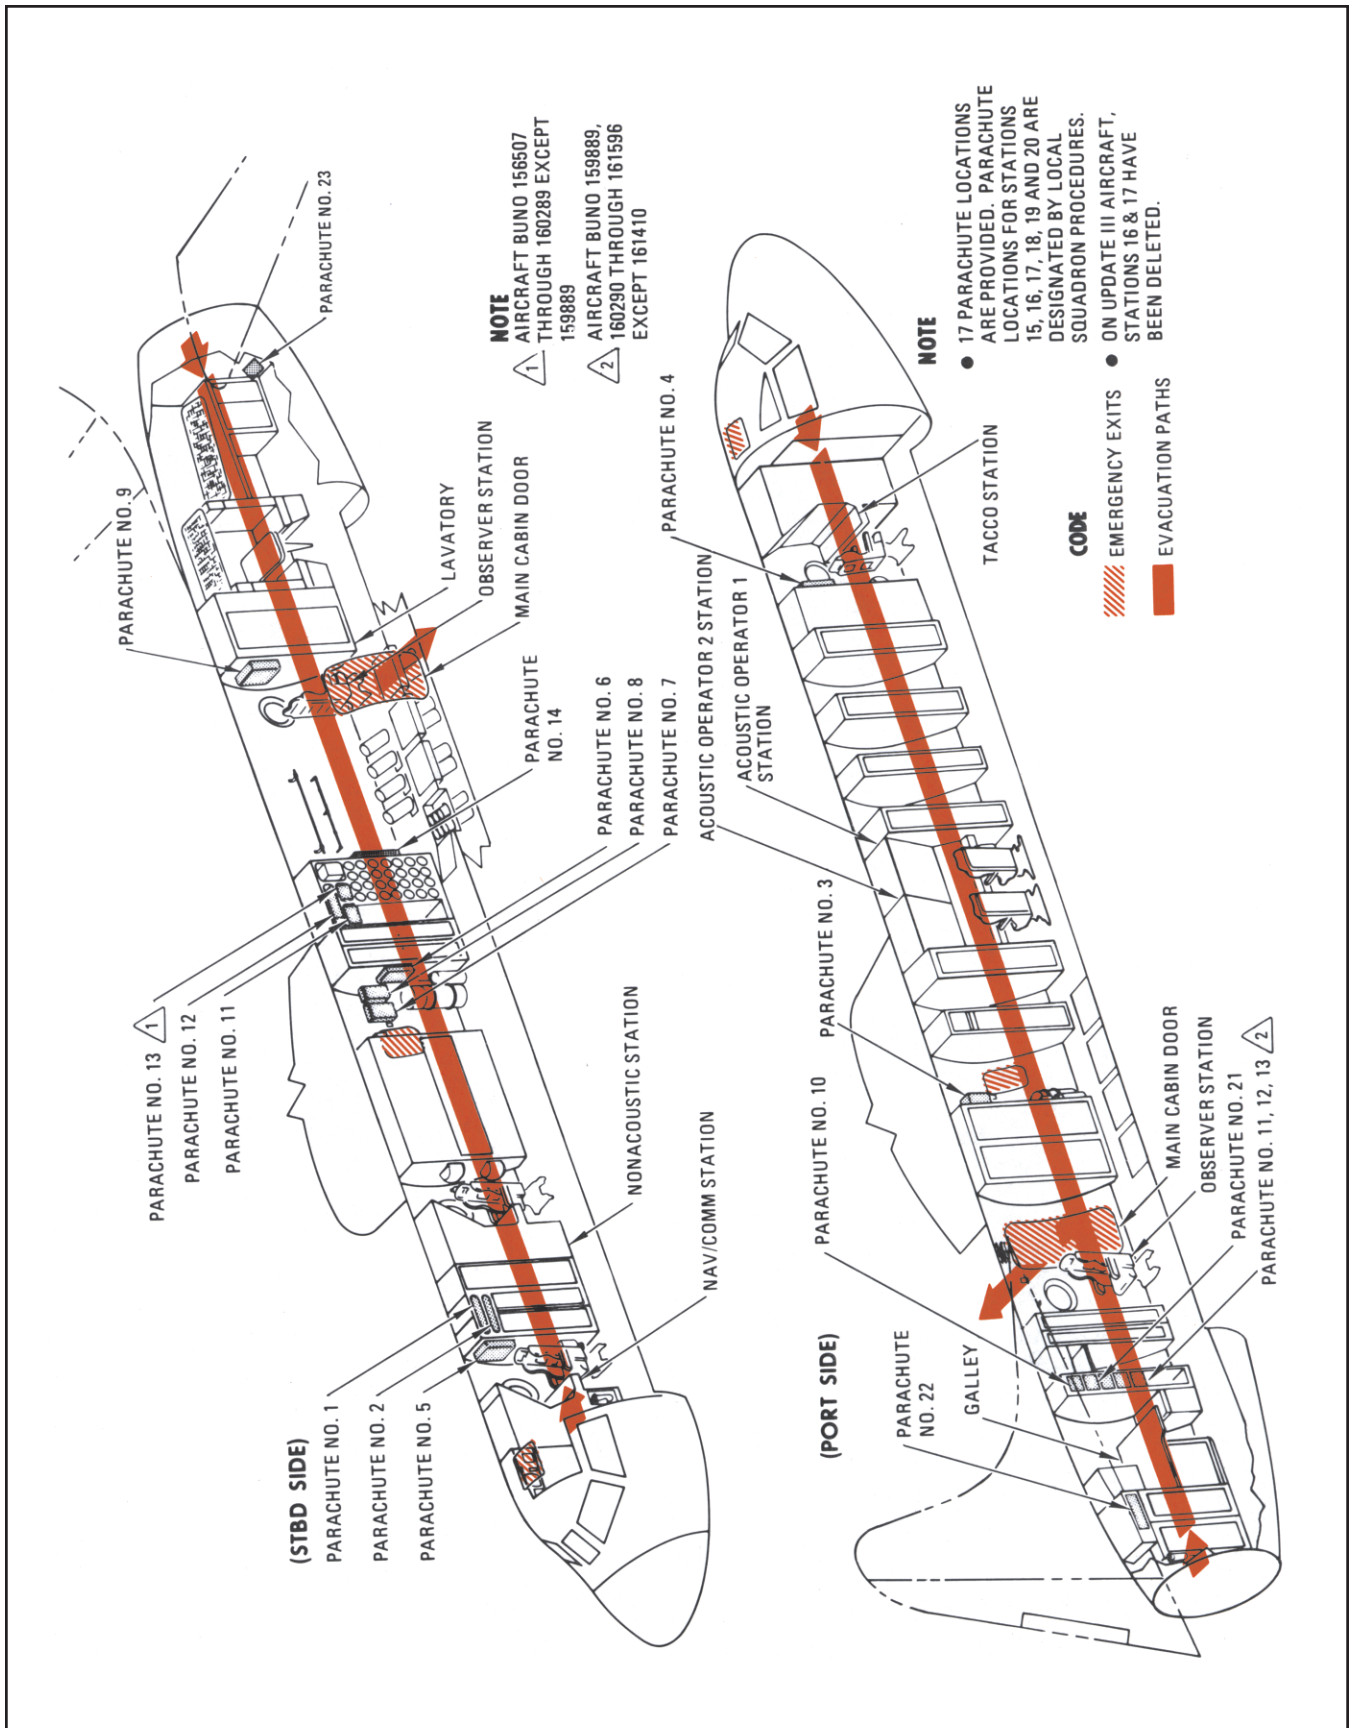 (STBD SIDE)
PARACHUTE NO. 1
PARACHUTE NO. 2
PARACHUTE NO. 5
PARACHUTE NO. 13 1
PARACHUTE NO. 12
PARACHUTE NO. 11
PARACHUTE NO. 9
PARACHUTE NO. 23
NOTE
1 AIRCRAFT BUNO 156507
THROUGH 160289 EXCEPT
159889
2 AIRCRAFT BUNO 159889,
160290 THROUGH 161596
EXCEPT 161410
LAVATORY
OBSERVER STATION
MAIN CABIN DOOR
PARACHUTE
NO. 14
PARACHUTE NO. 6
PARACHUTE NO. 8
PARACHUTE NO. 7
NONACOUSTIC STATION
NAV/COMM STATION
(PORT SIDE)
PARACHUTE
NO. 22
GALLEY
PARACHUTE NO. 10
PARACHUTE NO. 3
ACOUSTIC OPERATOR 2 STATION
ACOUSTIC OPERATOR 1
STATION
PARACHUTE NO. 4
TACCO STATION
MAIN CABIN DOOR
OBSERVER STATION
PARACHUTE NO. 21
PARACHUTE NO. 11, 12, 13 2
CODE
EMERGENCY EXITS
EVACUATION PATHS
NOTE
● 17 PARACHUTE LOCATIONS
ARE PROVIDED. PARACHUTE
LOCATIONS FOR STATIONS
15, 16, 17, 18, 19 AND 20 ARE
DESIGNATED BY LOCAL
SQUADRON PROCEDURES.
● ON UPDATE III AIRCRAFT,
STATIONS 16 & 17 HAVE
BEEN DELETED.